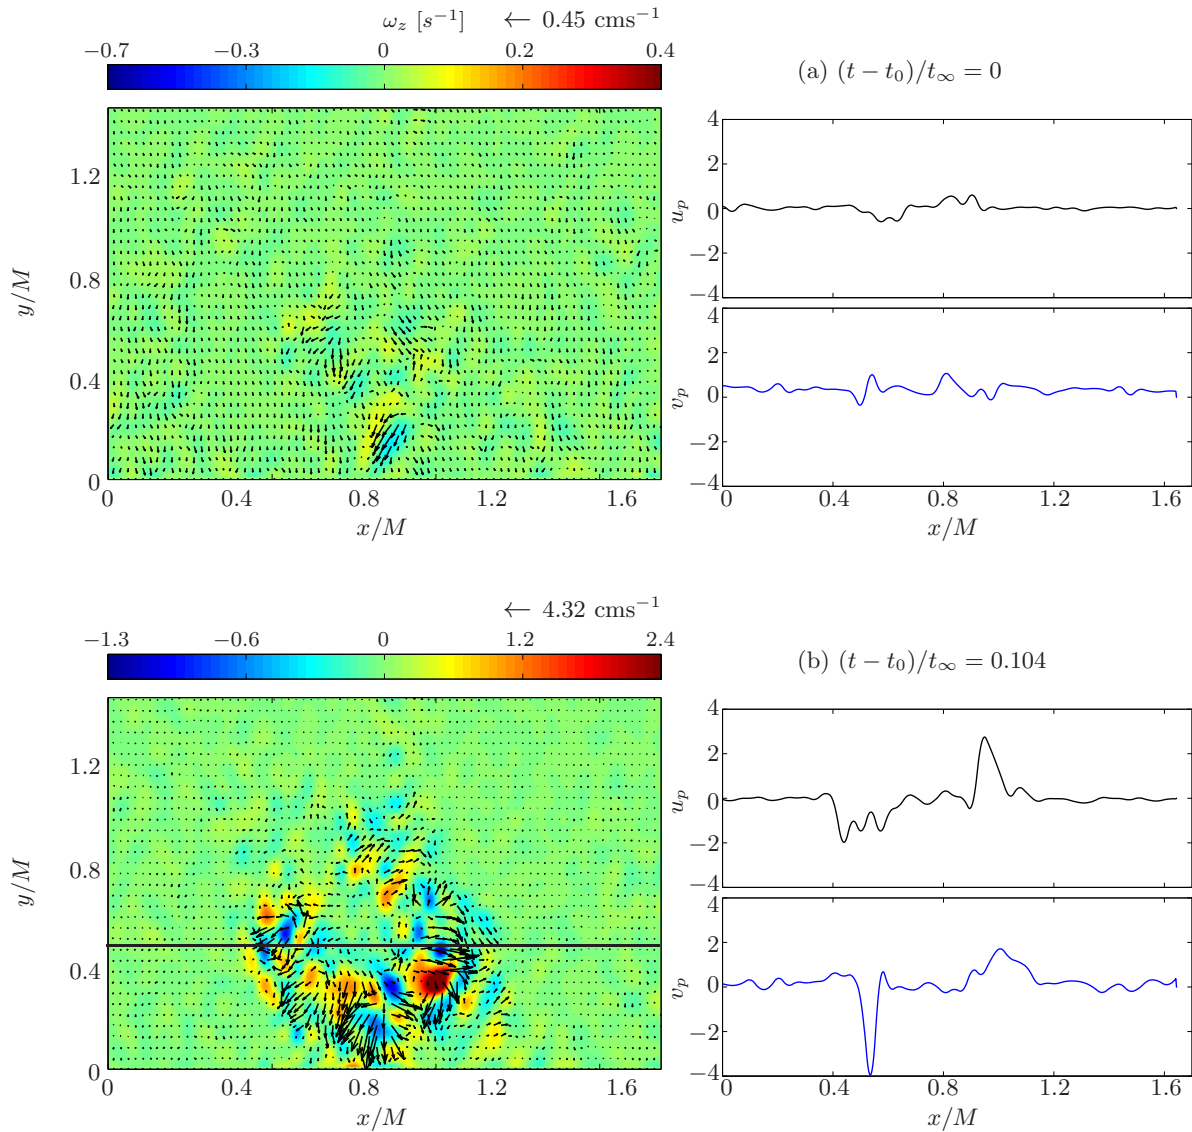 ω_z [s⁻¹] ← 0.45 cms⁻¹
−0.7 −0.3 0 0.2 0.4
(a) (t − t₀)/t∞ = 0
y/M
1.2
0.8
0.4
0
0 0.4 0.8 1.2 1.6
x/M
u_p
4
2
0
−2
−4
v_p
4
2
0
−2
−4
0 0.4 0.8 1.2 1.6
x/M
← 4.32 cms⁻¹
−1.3 −0.6 0 1.2 2.4
(b) (t − t₀)/t∞ = 0.104
y/M
1.2
0.8
0.4
0
0 0.4 0.8 1.2 1.6
x/M
u_p
4
2
0
−2
−4
v_p
4
2
0
−2
−4
0 0.4 0.8 1.2 1.6
x/M